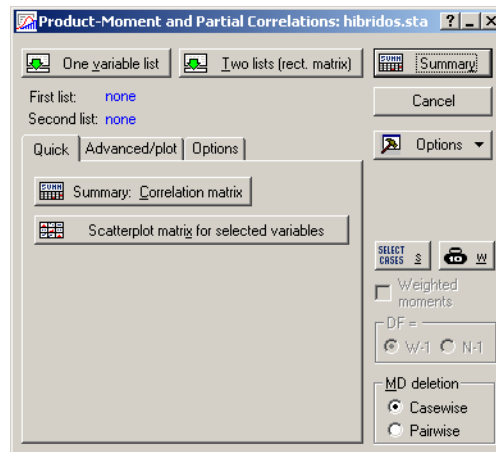 Product-Moment and Partial Correlations: hibridos.sta
One variable list
Two lists (rect. matrix)
Summary
First list: none
Second list: none
Cancel
Quick
Advanced/plot
Options
Options
Summary: Correlation matrix
Scatterplot matrix for selected variables
SELECT
CASES
S
W
Weighted
moments
DF =
W-1
N-1
MD deletion
Casewise
Pairwise